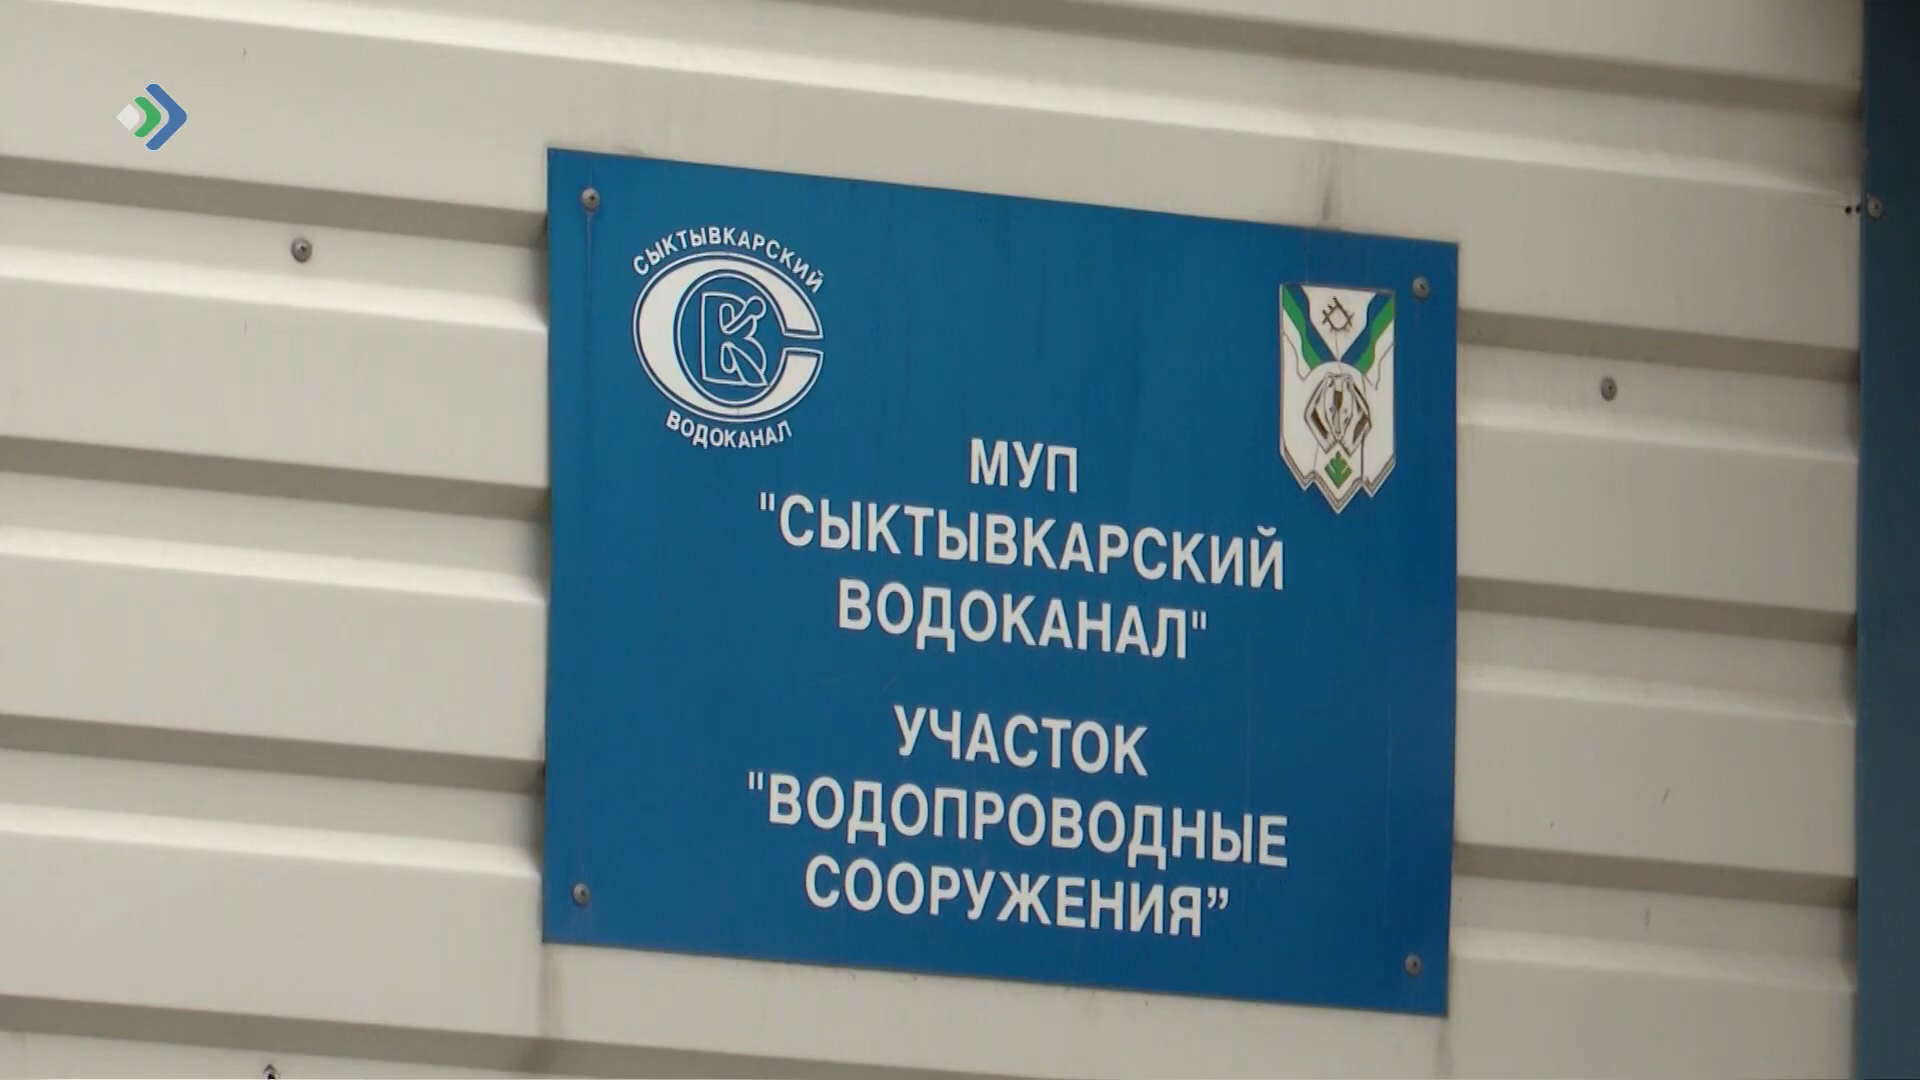 СЫКТЫВКАРСКИЙ
ВОДОКАНАЛ
МУП
"СЫКТЫВКАРСКИЙ
ВОДОКАНАЛ"
УЧАСТОК
"ВОДОПРОВОДНЫЕ
СООРУЖЕНИЯ”